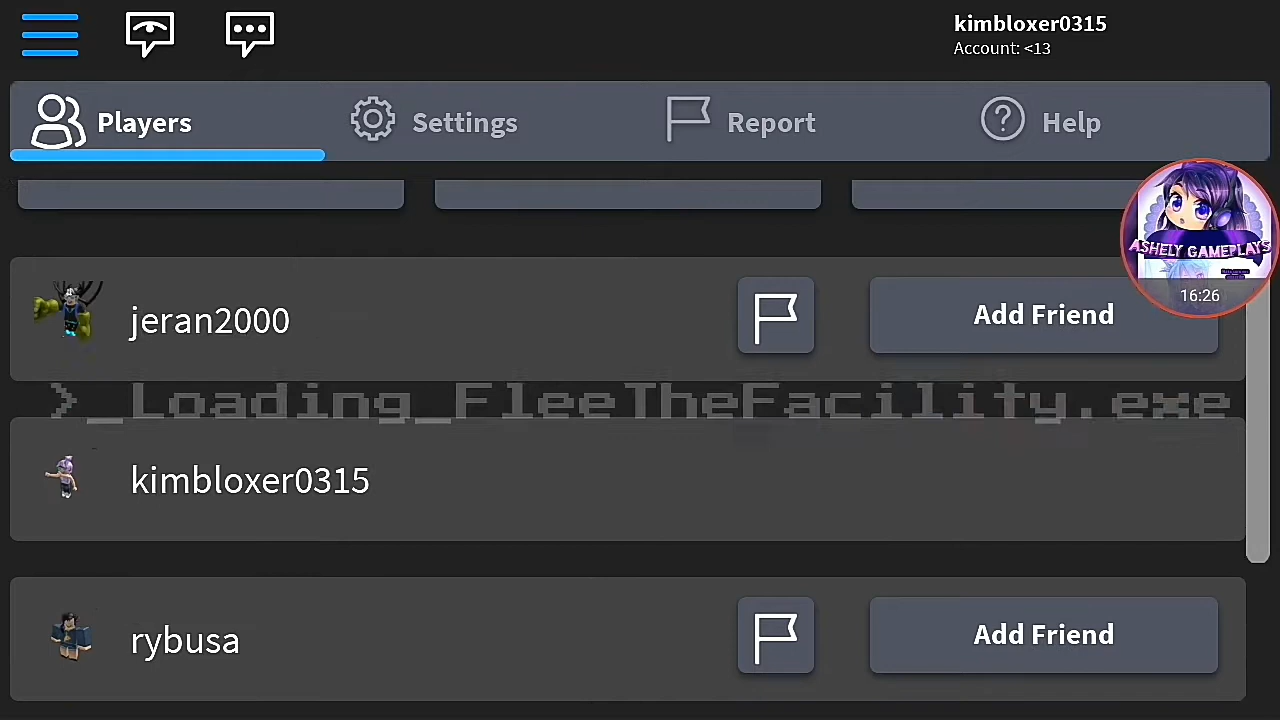 kimbloxer0315
Account: <13
Players
Settings
Report
Help
ASHELY GAMEPLAYS
16:26
jeran2000
Add Friend
>_Loading_FleeTheFacility.exe
kimbloxer0315
rybusa
Add Friend